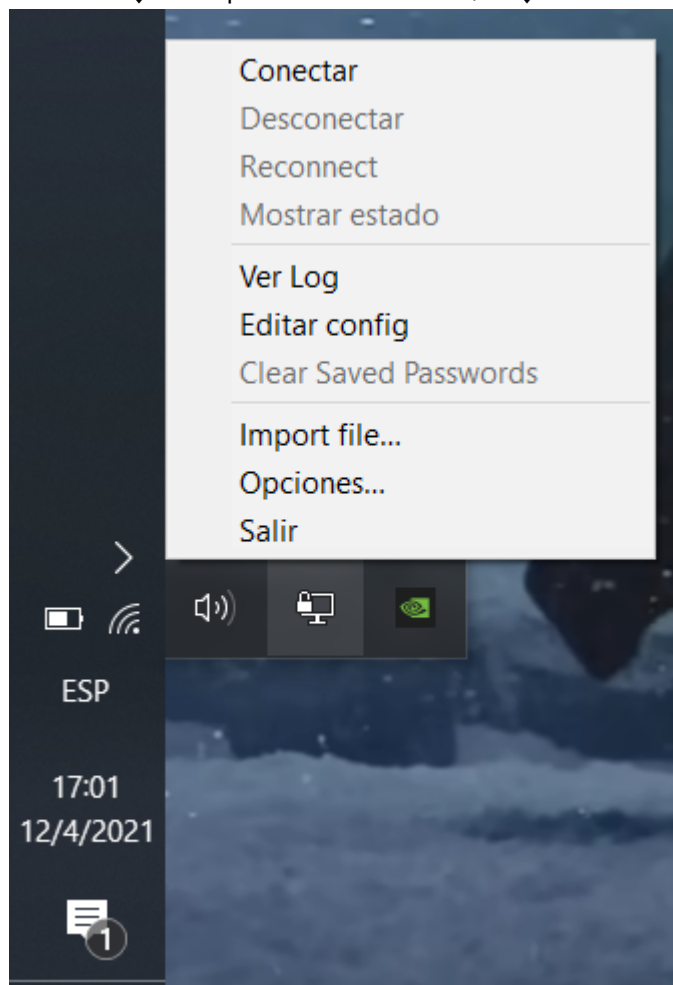 Conectar
Desconectar
Reconnect
Mostrar estado
Ver Log
Editar config
Clear Saved Passwords
Import file...
Opciones...
Salir
ESP
17:01
12/4/2021
1